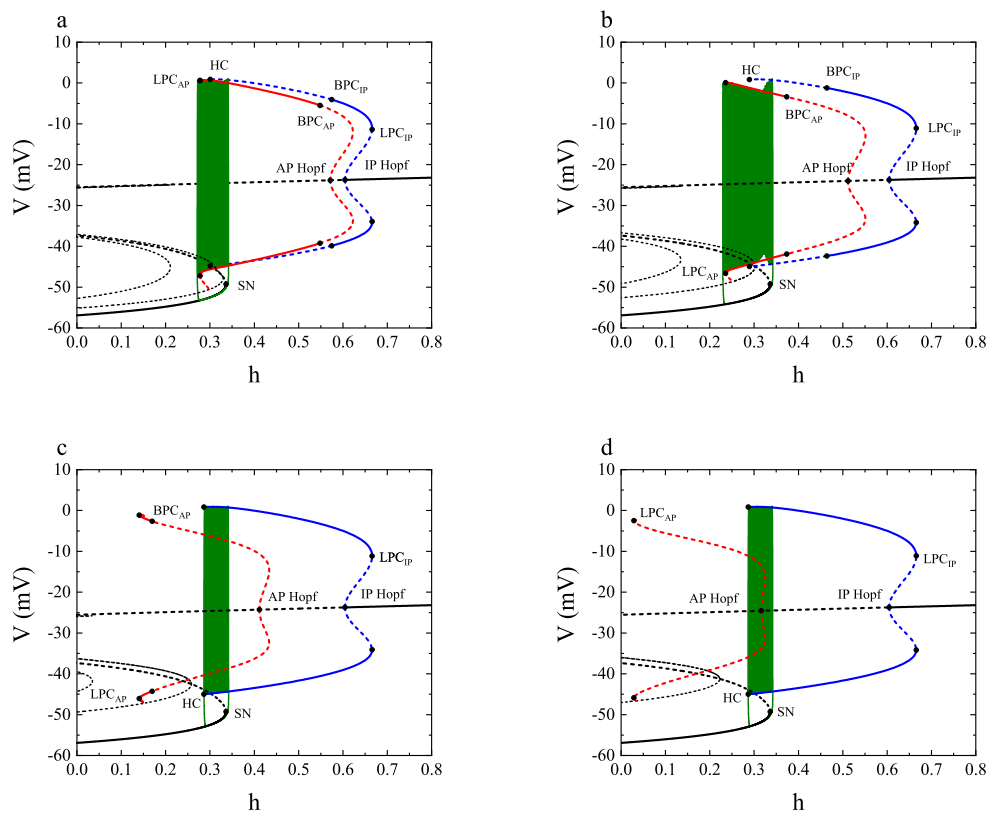 a
10
0
-10
-20
-30
-40
-50
-60
V (mV)
0.0 0.1 0.2 0.3 0.4 0.5 0.6 0.7 0.8
h
HC
LPC_AP
BPC_IP
BPC_AP
LPC_IP
AP Hopf
IP Hopf
SN
b
10
0
-10
-20
-30
-40
-50
-60
V (mV)
0.0 0.1 0.2 0.3 0.4 0.5 0.6 0.7 0.8
h
HC
BPC_IP
BPC_AP
LPC_IP
AP Hopf
IP Hopf
LPC_AP
SN
c
10
0
-10
-20
-30
-40
-50
-60
V (mV)
0.0 0.1 0.2 0.3 0.4 0.5 0.6 0.7 0.8
h
BPC_AP
LPC_IP
AP Hopf
IP Hopf
LPC_AP
HC
SN
d
10
0
-10
-20
-30
-40
-50
-60
V (mV)
0.0 0.1 0.2 0.3 0.4 0.5 0.6 0.7 0.8
h
LPC_AP
LPC_IP
AP Hopf
IP Hopf
HC
SN